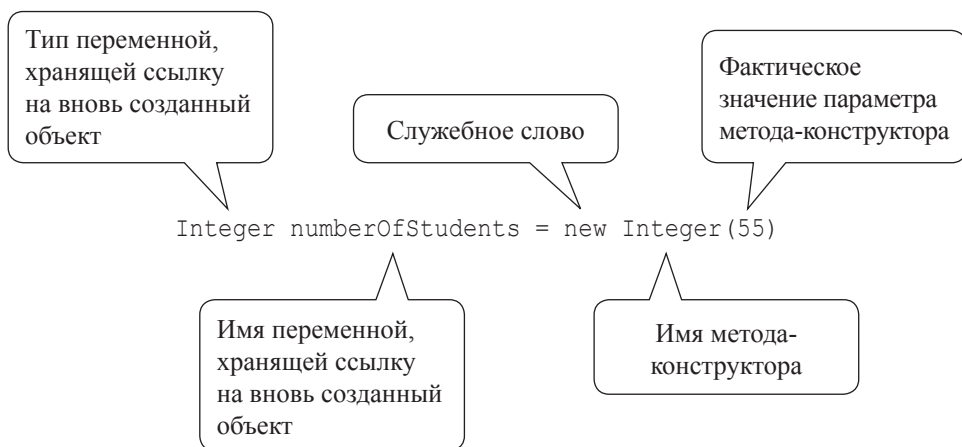 Тип переменной,
хранящей ссылку
на вновь созданный
объект
Служебное слово
Фактическое
значение параметра
метода-конструктора
Integer numberOfStudents = new Integer(55)
Имя переменной,
хранящей ссылку
на вновь созданный
объект
Имя метода-
конструктора